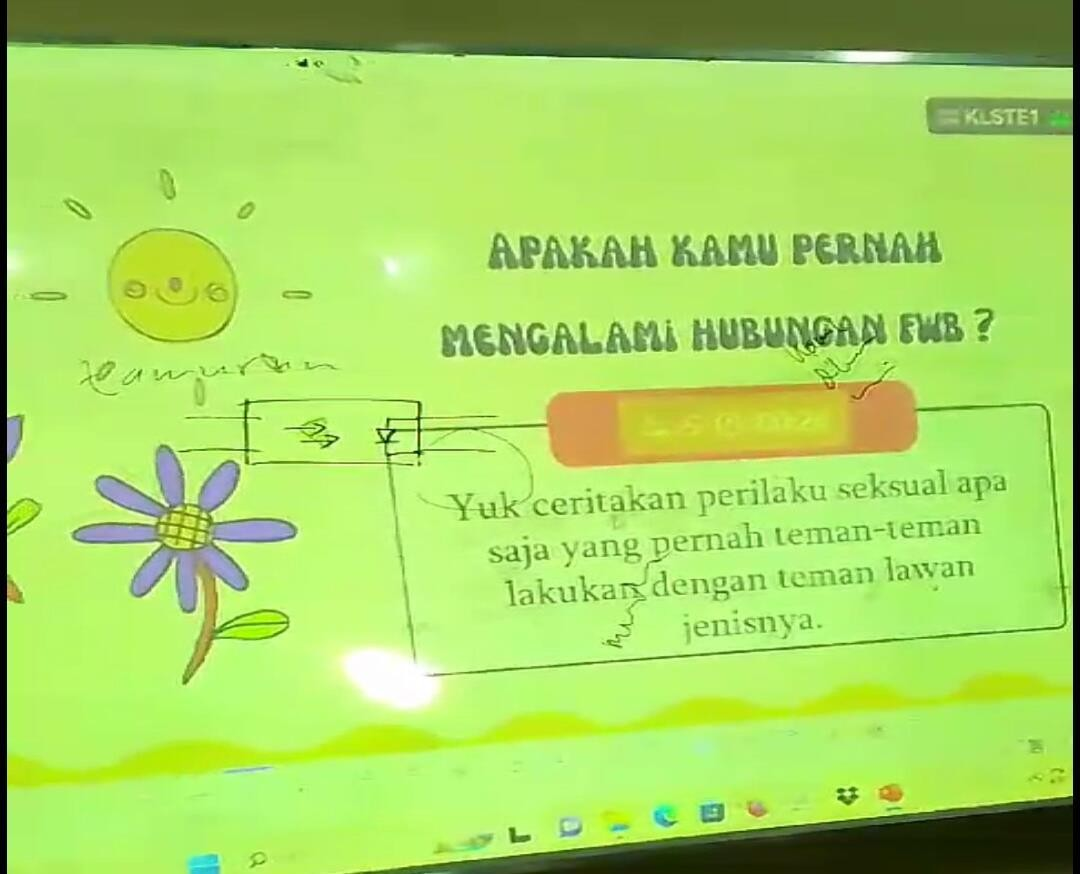 KLSTE1
APAKAH KAMU PERNAH
MENGALAMi HUBUNGAN FWB ?
Yuk ceritakan perilaku seksual apa
saja yang pernah teman-teman
lakukan dengan teman lawan
jenisnya.